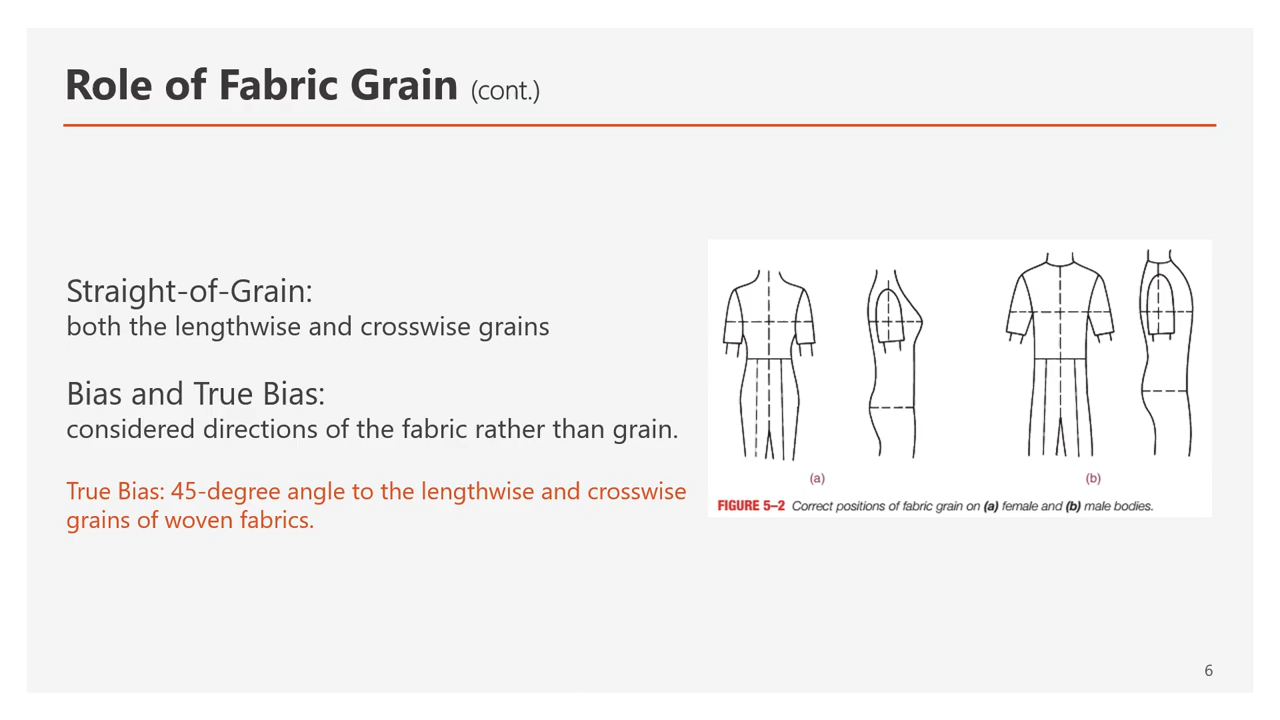 Role of Fabric Grain (cont.)
Straight-of-Grain:
both the lengthwise and crosswise grains
Bias and True Bias:
considered directions of the fabric rather than grain.
True Bias: 45-degree angle to the lengthwise and crosswise
grains of woven fabrics.
(a)
(b)
FIGURE 5–2 Correct positions of fabric grain on (a) female and (b) male bodies.
6